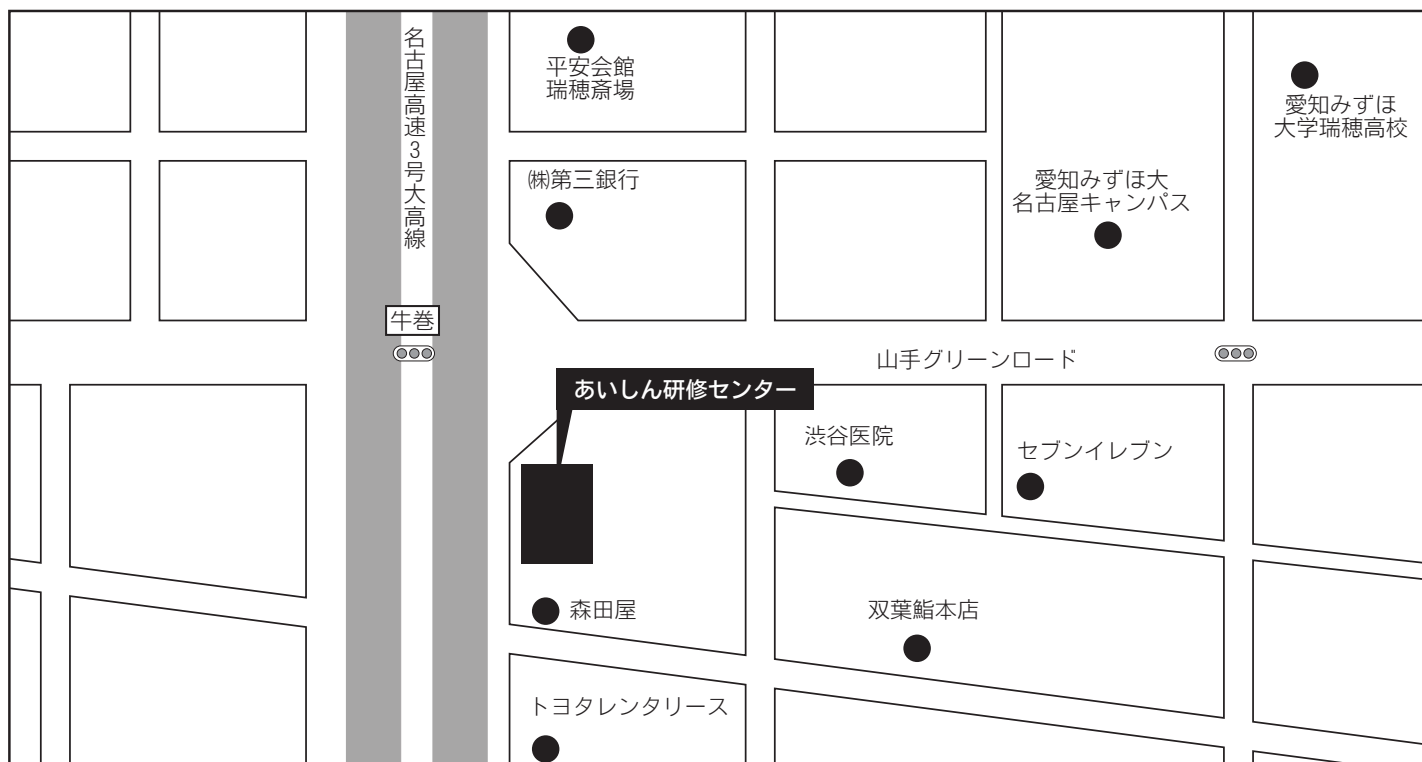 名古屋高速3号大高線
平安会館
瑞穂斎場
愛知みずほ
大学瑞穂高校
㈱第三銀行
愛知みずほ大
名古屋キャンパス
牛巻
山手グリーンロード
あいしん研修センター
渋谷医院
セブンイレブン
森田屋
双葉鮨本店
トヨタレンタリース